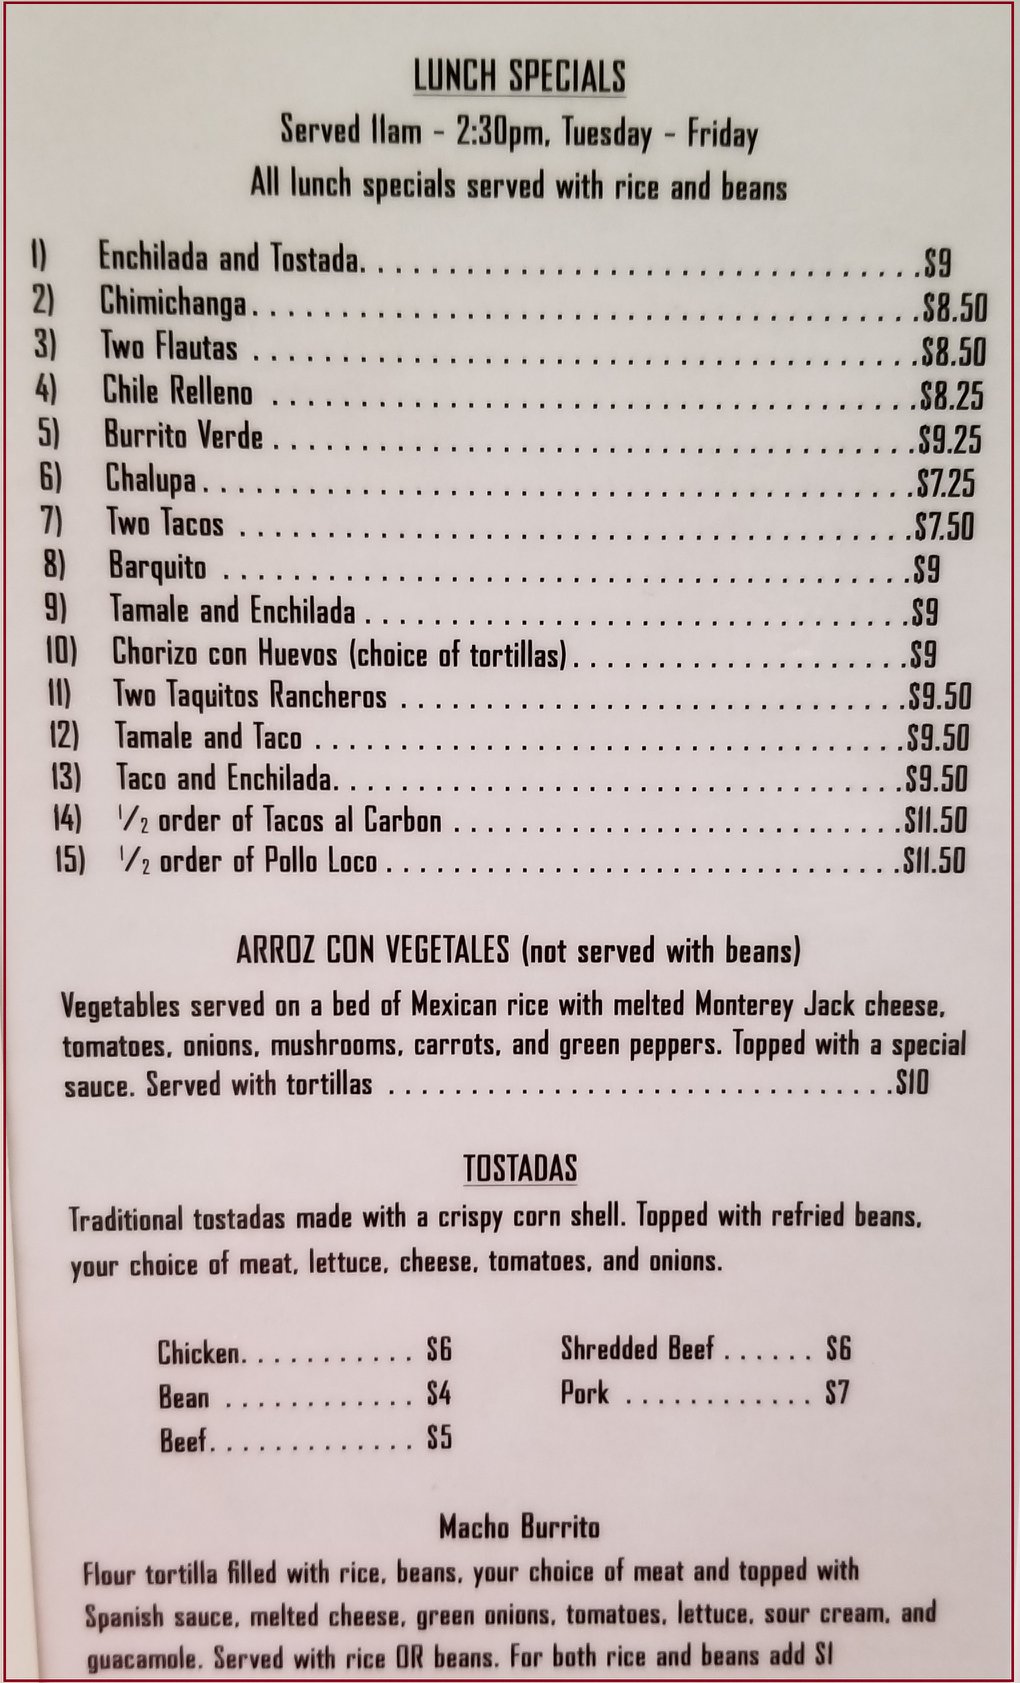 LUNCH SPECIALS
Served 11am - 2:30pm, Tuesday - Friday
All lunch specials served with rice and beans
1) Enchilada and Tostada. . . . . . . . . . . . . . . . . . . . . . . . . . . . . . . . .$9
2) Chimichanga . . . . . . . . . . . . . . . . . . . . . . . . . . . . . . . . . . . . . .$8.50
3) Two Flautas . . . . . . . . . . . . . . . . . . . . . . . . . . . . . . . . . . . . . .$8.50
4) Chile Relleno . . . . . . . . . . . . . . . . . . . . . . . . . . . . . . . . . . . . .$8.25
5) Burrito Verde . . . . . . . . . . . . . . . . . . . . . . . . . . . . . . . . . . . . .$9.25
6) Chalupa . . . . . . . . . . . . . . . . . . . . . . . . . . . . . . . . . . . . . . . . .$7.25
7) Two Tacos . . . . . . . . . . . . . . . . . . . . . . . . . . . . . . . . . . . . . . .$7.50
8) Barquito . . . . . . . . . . . . . . . . . . . . . . . . . . . . . . . . . . . . . . . .$9
9) Tamale and Enchilada . . . . . . . . . . . . . . . . . . . . . . . . . . . . . . . .$9
10) Chorizo con Huevos (choice of tortillas) . . . . . . . . . . . . . . . . . . . .$9
11) Two Taquitos Rancheros . . . . . . . . . . . . . . . . . . . . . . . . . . . . . .$9.50
12) Tamale and Taco . . . . . . . . . . . . . . . . . . . . . . . . . . . . . . . . . . .$9.50
13) Taco and Enchilada. . . . . . . . . . . . . . . . . . . . . . . . . . . . . . . . . .$9.50
14) 1/2 order of Tacos al Carbon . . . . . . . . . . . . . . . . . . . . . . . . . . .$11.50
15) 1/2 order of Pollo Loco . . . . . . . . . . . . . . . . . . . . . . . . . . . . . . .$11.50
ARROZ CON VEGETALES (not served with beans)
Vegetables served on a bed of Mexican rice with melted Monterey Jack cheese,
tomatoes, onions, mushrooms, carrots, and green peppers. Topped with a special
sauce. Served with tortillas . . . . . . . . . . . . . . . . . . . . . . . . . . . . . . . .$10
TOSTADAS
Traditional tostadas made with a crispy corn shell. Topped with refried beans,
your choice of meat, lettuce, cheese, tomatoes, and onions.
Chicken. . . . . . . . . . . $6
Bean . . . . . . . . . . . . $4
Beef. . . . . . . . . . . . . $5
Shredded Beef . . . . . . $6
Pork . . . . . . . . . . . . $7
Macho Burrito
Flour tortilla filled with rice, beans, your choice of meat and topped with
Spanish sauce, melted cheese, green onions, tomatoes, lettuce, sour cream, and
guacamole. Served with rice OR beans. For both rice and beans add $1